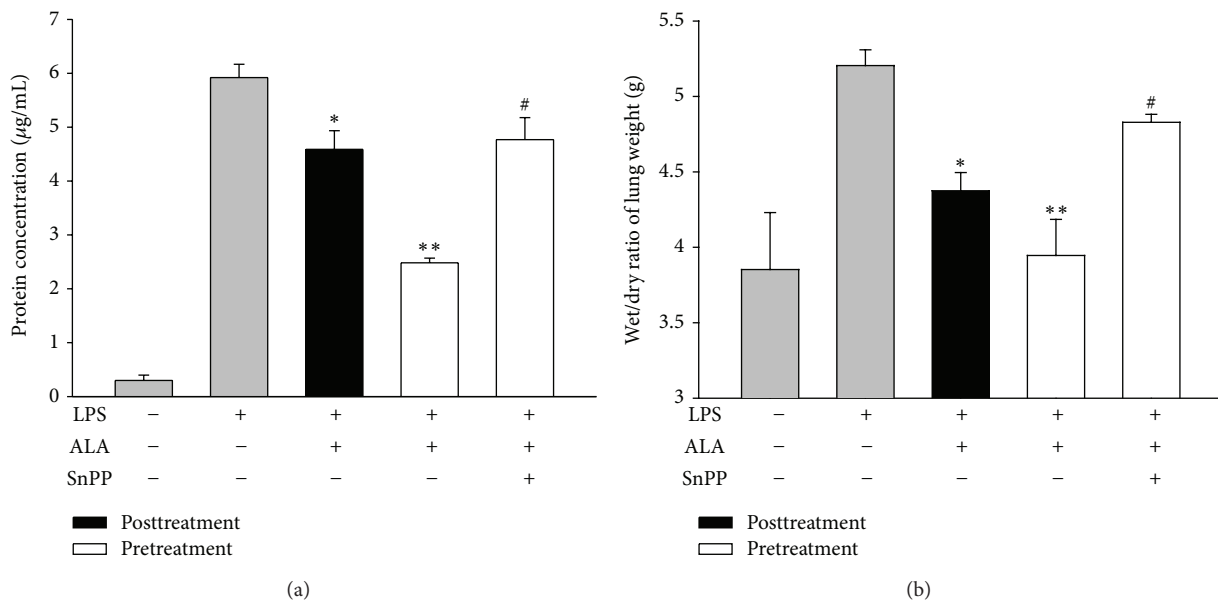 7
6
5
4
3
2
1
0
Protein concentration (μg/mL)
*
**
#
LPS − + + + +
ALA − − + + +
SnPP − − − − +
Posttreatment
Pretreatment
(a)
5.5
5
4.5
4
3.5
3
Wet/dry ratio of lung weight (g)
*
**
#
LPS − + + + +
ALA − − + + +
SnPP − − − − +
Posttreatment
Pretreatment
(b)